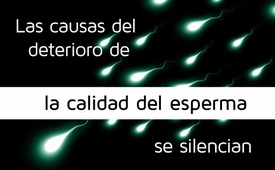 Las causas del
deterioro de
la calidad del esperma
se silencian